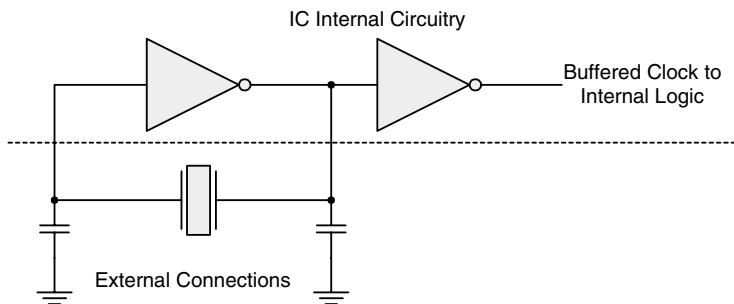 IC Internal Circuitry
Buffered Clock to
Internal Logic
External Connections